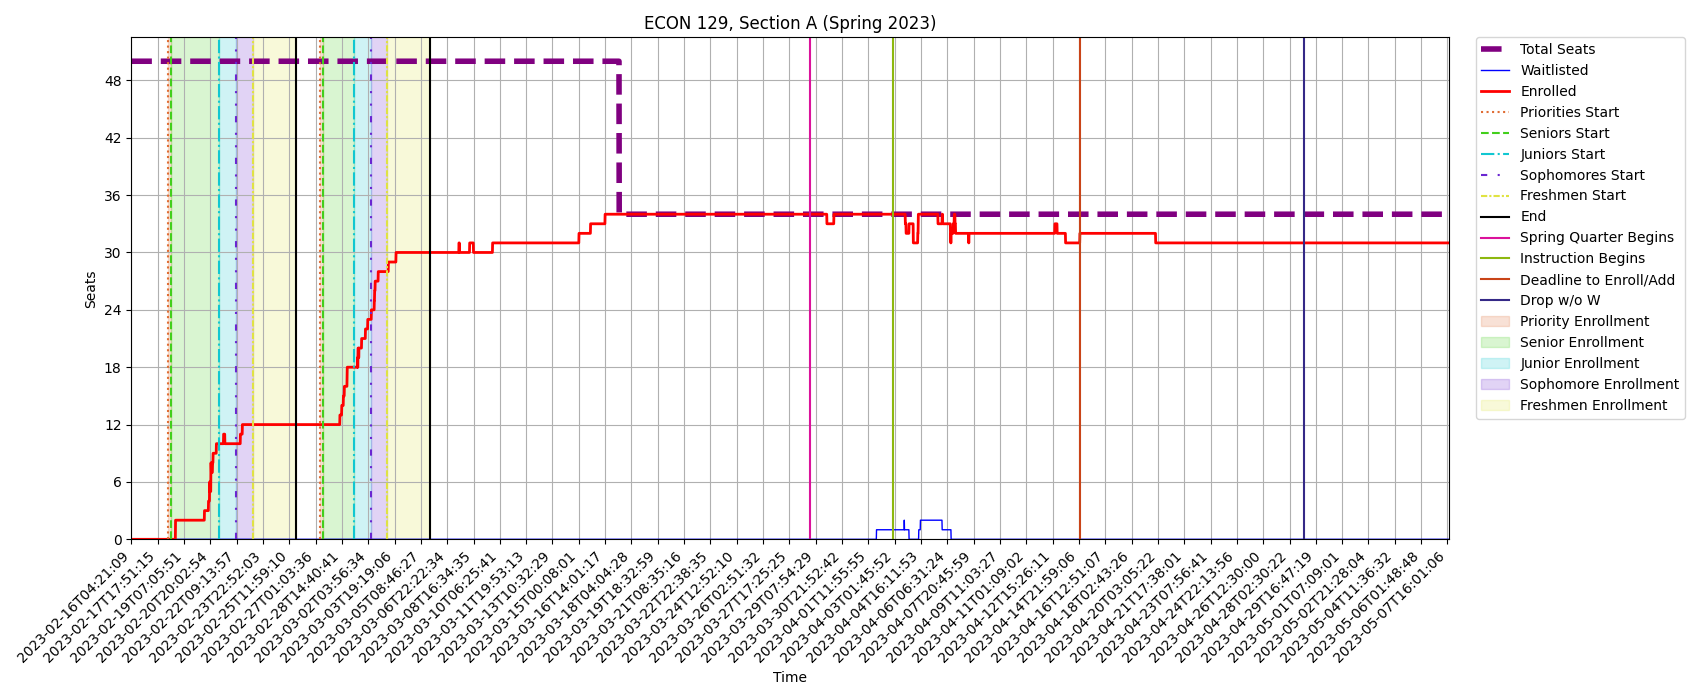 ECON 129, Section A (Spring 2023)
Seats
48
42
36
30
24
18
12
6
0
2023-02-16T04:21:09
2023-02-17T17:51:15
2023-02-19T07:05:51
2023-02-20T20:02:54
2023-02-22T09:13:57
2023-02-23T22:52:03
2023-02-25T11:59:10
2023-02-27T01:03:36
2023-02-28T14:40:41
2023-03-02T03:56:34
2023-03-03T19:19:06
2023-03-05T08:46:27
2023-03-06T22:22:34
2023-03-08T16:34:35
2023-03-10T06:25:41
2023-03-11T19:53:13
2023-03-13T10:32:29
2023-03-15T00:08:01
2023-03-16T14:01:17
2023-03-18T04:04:28
2023-03-19T18:32:59
2023-03-21T08:35:16
2023-03-22T22:38:35
2023-03-24T12:52:10
2023-03-26T02:51:32
2023-03-27T17:25:25
2023-03-29T07:54:29
2023-03-30T21:52:42
2023-04-01T11:55:55
2023-04-03T01:45:52
2023-04-04T16:11:53
2023-04-06T06:31:24
2023-04-07T20:45:59
2023-04-09T11:03:27
2023-04-11T01:09:02
2023-04-12T15:26:11
2023-04-14T21:59:06
2023-04-16T12:51:07
2023-04-18T02:43:26
2023-04-20T03:05:22
2023-04-21T17:38:01
2023-04-23T07:56:41
2023-04-24T22:13:56
2023-04-26T12:30:00
2023-04-28T02:30:22
2023-04-29T16:47:19
2023-05-01T07:09:01
2023-05-02T21:28:04
2023-05-04T11:36:32
2023-05-06T01:48:48
2023-05-07T16:01:06
Time
Total Seats
Waitlisted
Enrolled
Priorities Start
Seniors Start
Juniors Start
Sophomores Start
Freshmen Start
End
Spring Quarter Begins
Instruction Begins
Deadline to Enroll/Add
Drop w/o W
Priority Enrollment
Senior Enrollment
Junior Enrollment
Sophomore Enrollment
Freshmen Enrollment